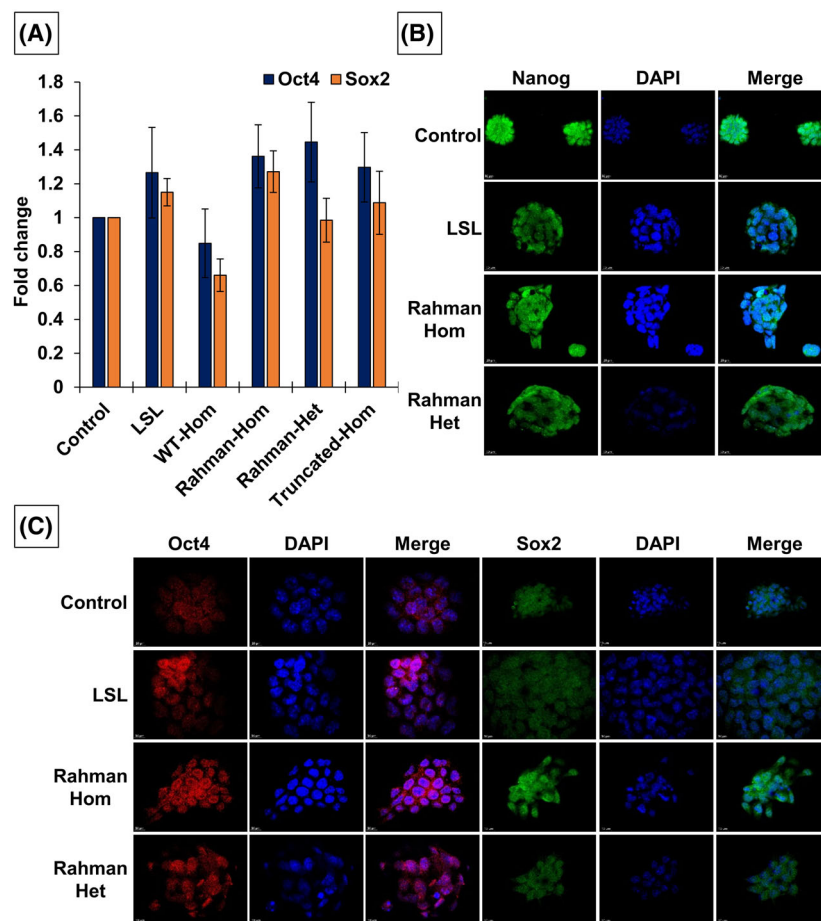 (A)
Oct4 Sox2
1.8
1.6
1.4
1.2
1
0.8
0.6
0.4
0.2
0
Fold change
Control
LSL
WT-Hom
Rahman-Hom
Rahman-Het
Truncated-Hom
(B)
Nanog DAPI Merge
Control
LSL
Rahman
Hom
Rahman
Het
(C)
Oct4 DAPI Merge Sox2 DAPI Merge
Control
LSL
Rahman
Hom
Rahman
Het